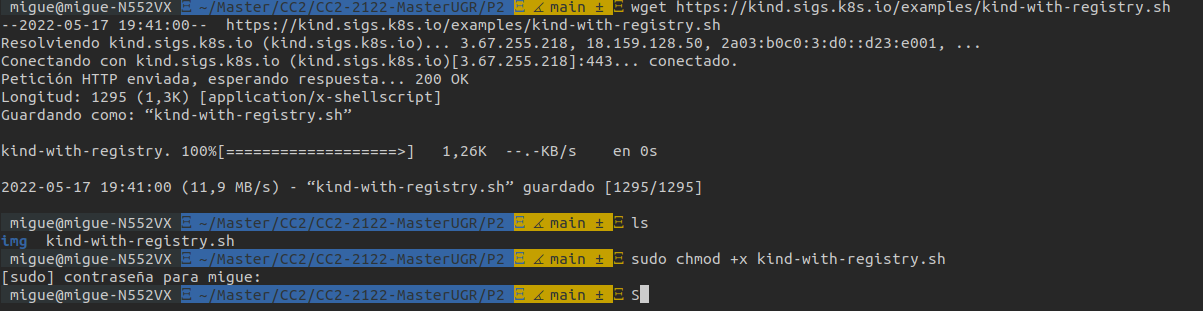 migue@migue-N552VX Ξ ~/Master/CC2/CC2-2122-MasterUGR/P2 Ξ ∡ main ± Ξ wget https://kind.sigs.k8s.io/examples/kind-with-registry.sh
--2022-05-17 19:41:00-- https://kind.sigs.k8s.io/examples/kind-with-registry.sh
Resolviendo kind.sigs.k8s.io (kind.sigs.k8s.io)... 3.67.255.218, 18.159.128.50, 2a03:b0c0:3:d0::d23:e001, ...
Conectando con kind.sigs.k8s.io (kind.sigs.k8s.io)[3.67.255.218]:443... conectado.
Petición HTTP enviada, esperando respuesta... 200 OK
Longitud: 1295 (1,3K) [application/x-shellscript]
Guardando como: “kind-with-registry.sh”
kind-with-registry. 100%[===================>] 1,26K --.-KB/s en 0s
2022-05-17 19:41:00 (11,9 MB/s) - “kind-with-registry.sh” guardado [1295/1295]
migue@migue-N552VX Ξ ~/Master/CC2/CC2-2122-MasterUGR/P2 Ξ ∡ main ± Ξ ls
img kind-with-registry.sh
migue@migue-N552VX Ξ ~/Master/CC2/CC2-2122-MasterUGR/P2 Ξ ∡ main ± Ξ sudo chmod +x kind-with-registry.sh
[sudo] contraseña para migue:
migue@migue-N552VX Ξ ~/Master/CC2/CC2-2122-MasterUGR/P2 Ξ ∡ main ± Ξ S